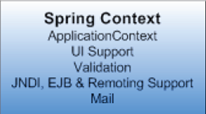 Spring Context
ApplicationContext
UI Support
Validation
JNDI, EJB & Remoting Support
Mail